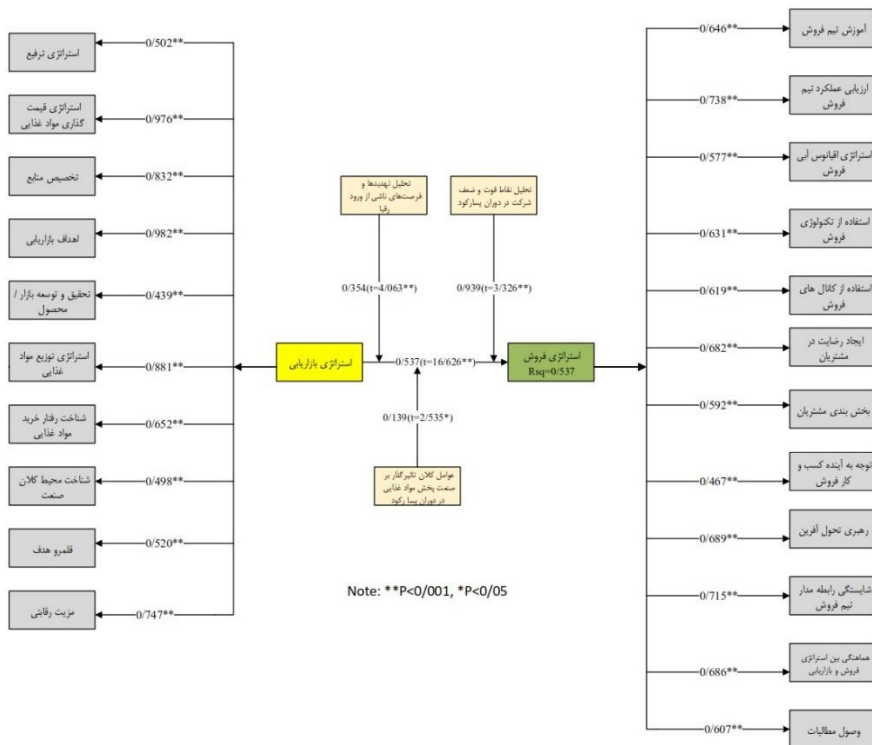 استراتژی ترفیع
0/502**
استراتژی قیمت
گذاری مواد غذایی
0/976**
تخصیص منابع
0/832**
اهداف بازاریابی
0/982**
تحقیق و توسعه بازار /
محصول
0/439**
استراتژی توزیع مواد
غذایی
0/881**
شناخت رفتار خرید
مواد غذایی
0/652**
شناخت محیط کلان
صنعت
0/498**
قلمرو هدف
0/520**
مزیت رقابتی
0/747**
تحلیل تهدیدها و
فرصت‌های ناشی از ورود
رقبا
0/354(t=4/063**)
تحلیل نقاط قوت و ضعف
شرکت در دوران پسارکود
0/939(t=3/326**)
استراتژی بازاریابی
0/537(t=16/626**)
استراتژی فروش
Rsq=0/537
0/139(t=2/535*)
عوامل کلان تاثیرگذار بر
صنعت پخش مواد غذایی
در دوران پسا رکود
Note: **P<0/001, *P<0/05
0/646**
آموزش تیم فروش
0/738**
ارزیابی عملکرد تیم
فروش
0/577**
استراتژی اقیانوس آبی
فروش
0/631**
استفاده از تکنولوژی
فروش
0/619**
استفاده از کانال های
فروش
0/682**
ایجاد رضایت در
مشتریان
0/592**
بخش بندی مشتریان
0/467**
توجه به آینده کسب و
کار فروش
0/689**
رهبری تحول آفرین
0/715**
شایستگی رابطه مدار
تیم فروش
0/686**
هماهنگی بین استراتژی
فروش و بازاریابی
0/607**
وصول مطالبات